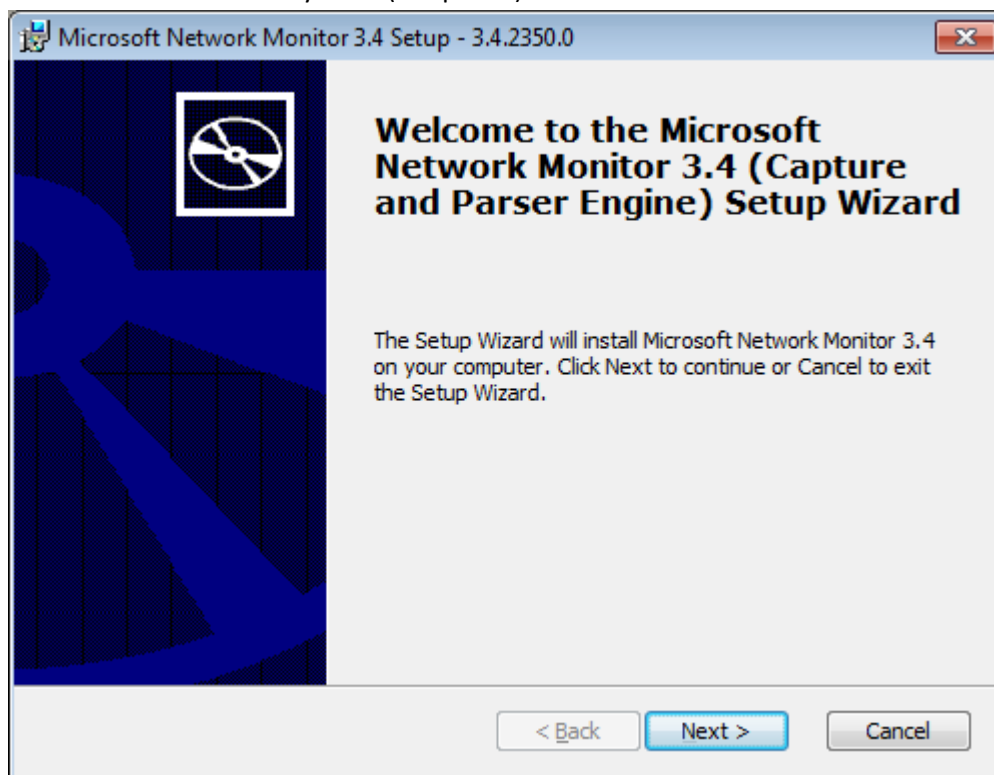 Microsoft Network Monitor 3.4 Setup - 3.4.2350.0
Welcome to the Microsoft
Network Monitor 3.4 (Capture
and Parser Engine) Setup Wizard
The Setup Wizard will install Microsoft Network Monitor 3.4
on your computer. Click Next to continue or Cancel to exit
the Setup Wizard.
< Back Next > Cancel